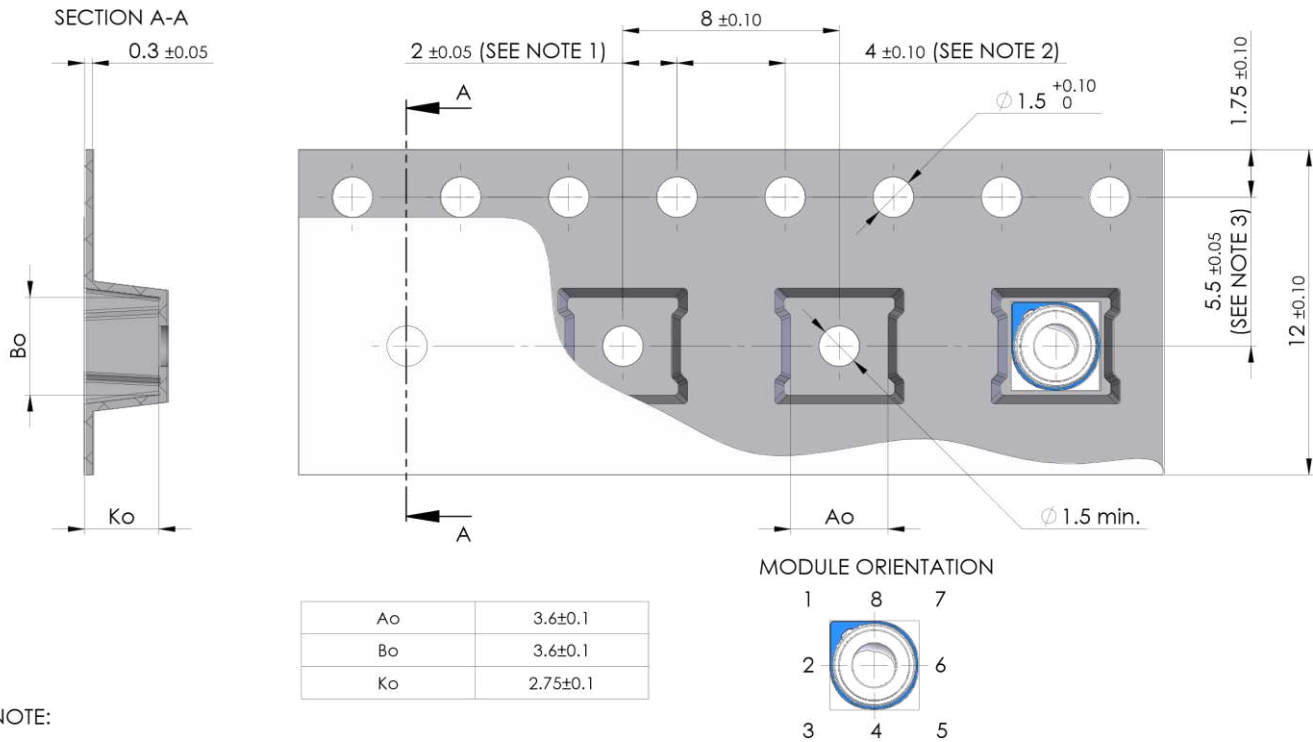 SECTION A-A
0.3 ±0.05
8 ±0.10
2 ±0.05 (SEE NOTE 1)
4 ±0.10 (SEE NOTE 2)
1.75 ±0.10
A
∅ 1.5 +0.10 0
5.5 ±0.05
(SEE NOTE 3)
12 ±0.10
Bo
Ko
A
Ao
∅ 1.5 min.
MODULE ORIENTATION
1 8 7
2 6
3 4 5
Ao 3.6±0.1
Bo 3.6±0.1
Ko 2.75±0.1
NOTE: